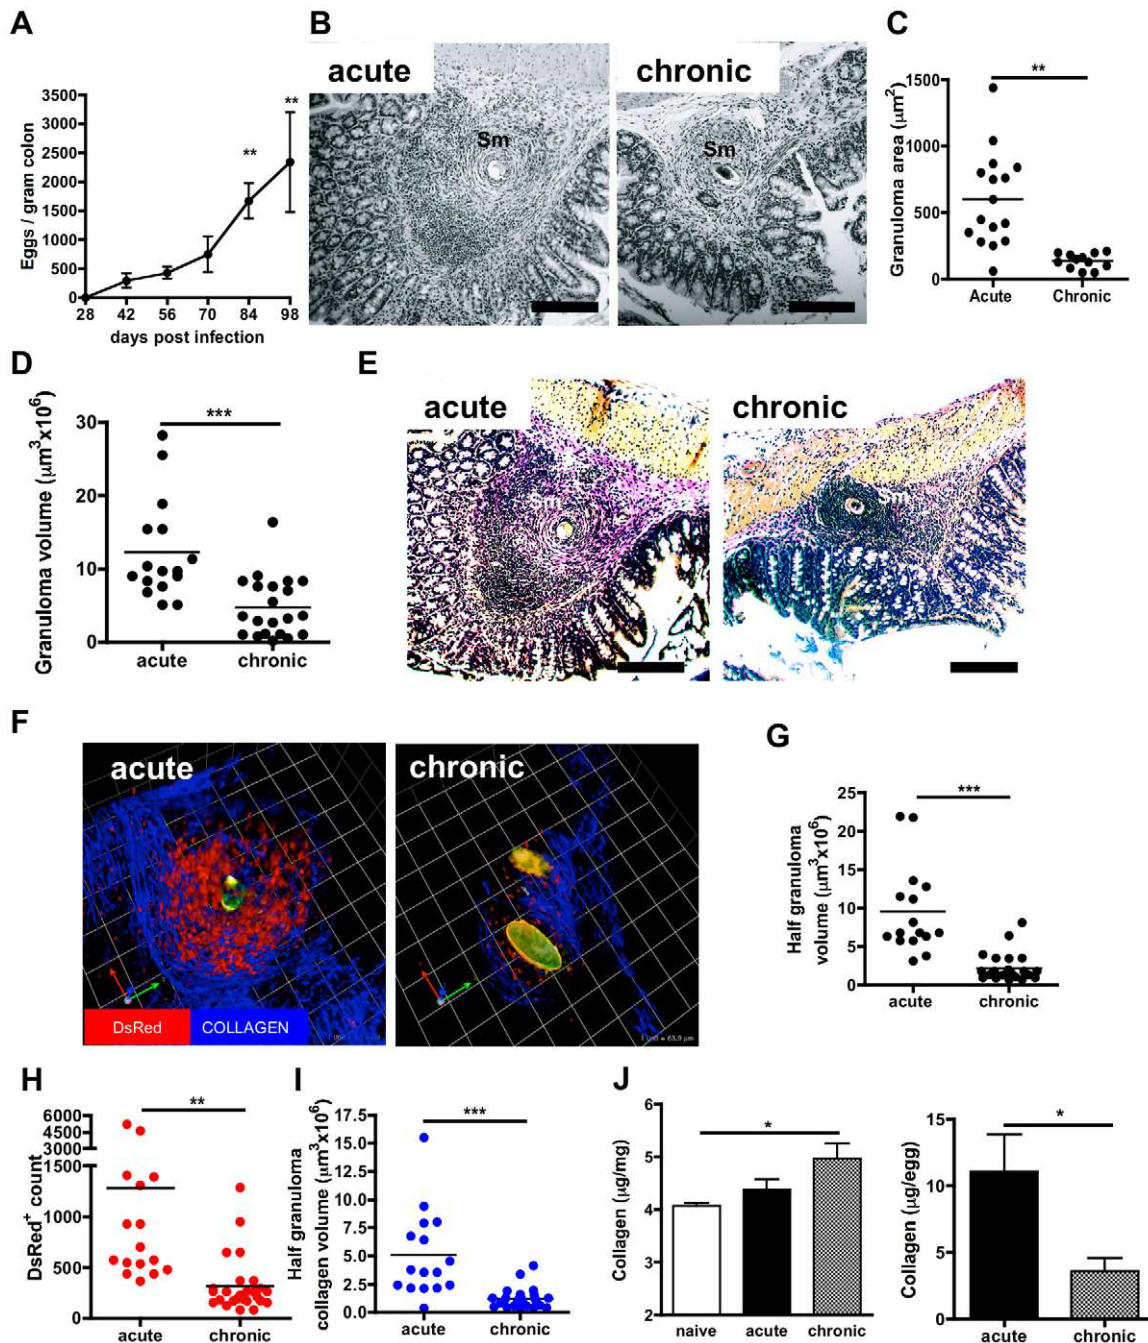 A
**
**
3500
3000
2500
2000
1500
1000
500
0
Eggs / gram colon
28 42 56 70 84 98
days post infection
B
acute
Sm
chronic
Sm
C
**
1500
1000
500
0
Granuloma area (μm²)
Acute Chronic
D
***
30
20
10
0
Granuloma volume (μm³x10⁶)
acute chronic
E
acute
chronic
F
acute
DsRed COLLAGEN
chronic
1 Unit = 63.9 μm
G
***
25
20
15
10
5
0
Half granuloma
volume (μm³x10⁶)
acute chronic
H
**
6000
4500
3000
1500
1000
500
0
DsRed⁺ count
acute chronic
I
***
17.5
15.0
12.5
10.0
7.5
5.0
2.5
0.0
Half granuloma
collagen volume (μm³x10⁶)
acute chronic
J
*
6
5
4
3
2
Collagen (μg/mg)
naive acute chronic
*
15
10
5
0
Collagen (μg/egg)
acute chronic